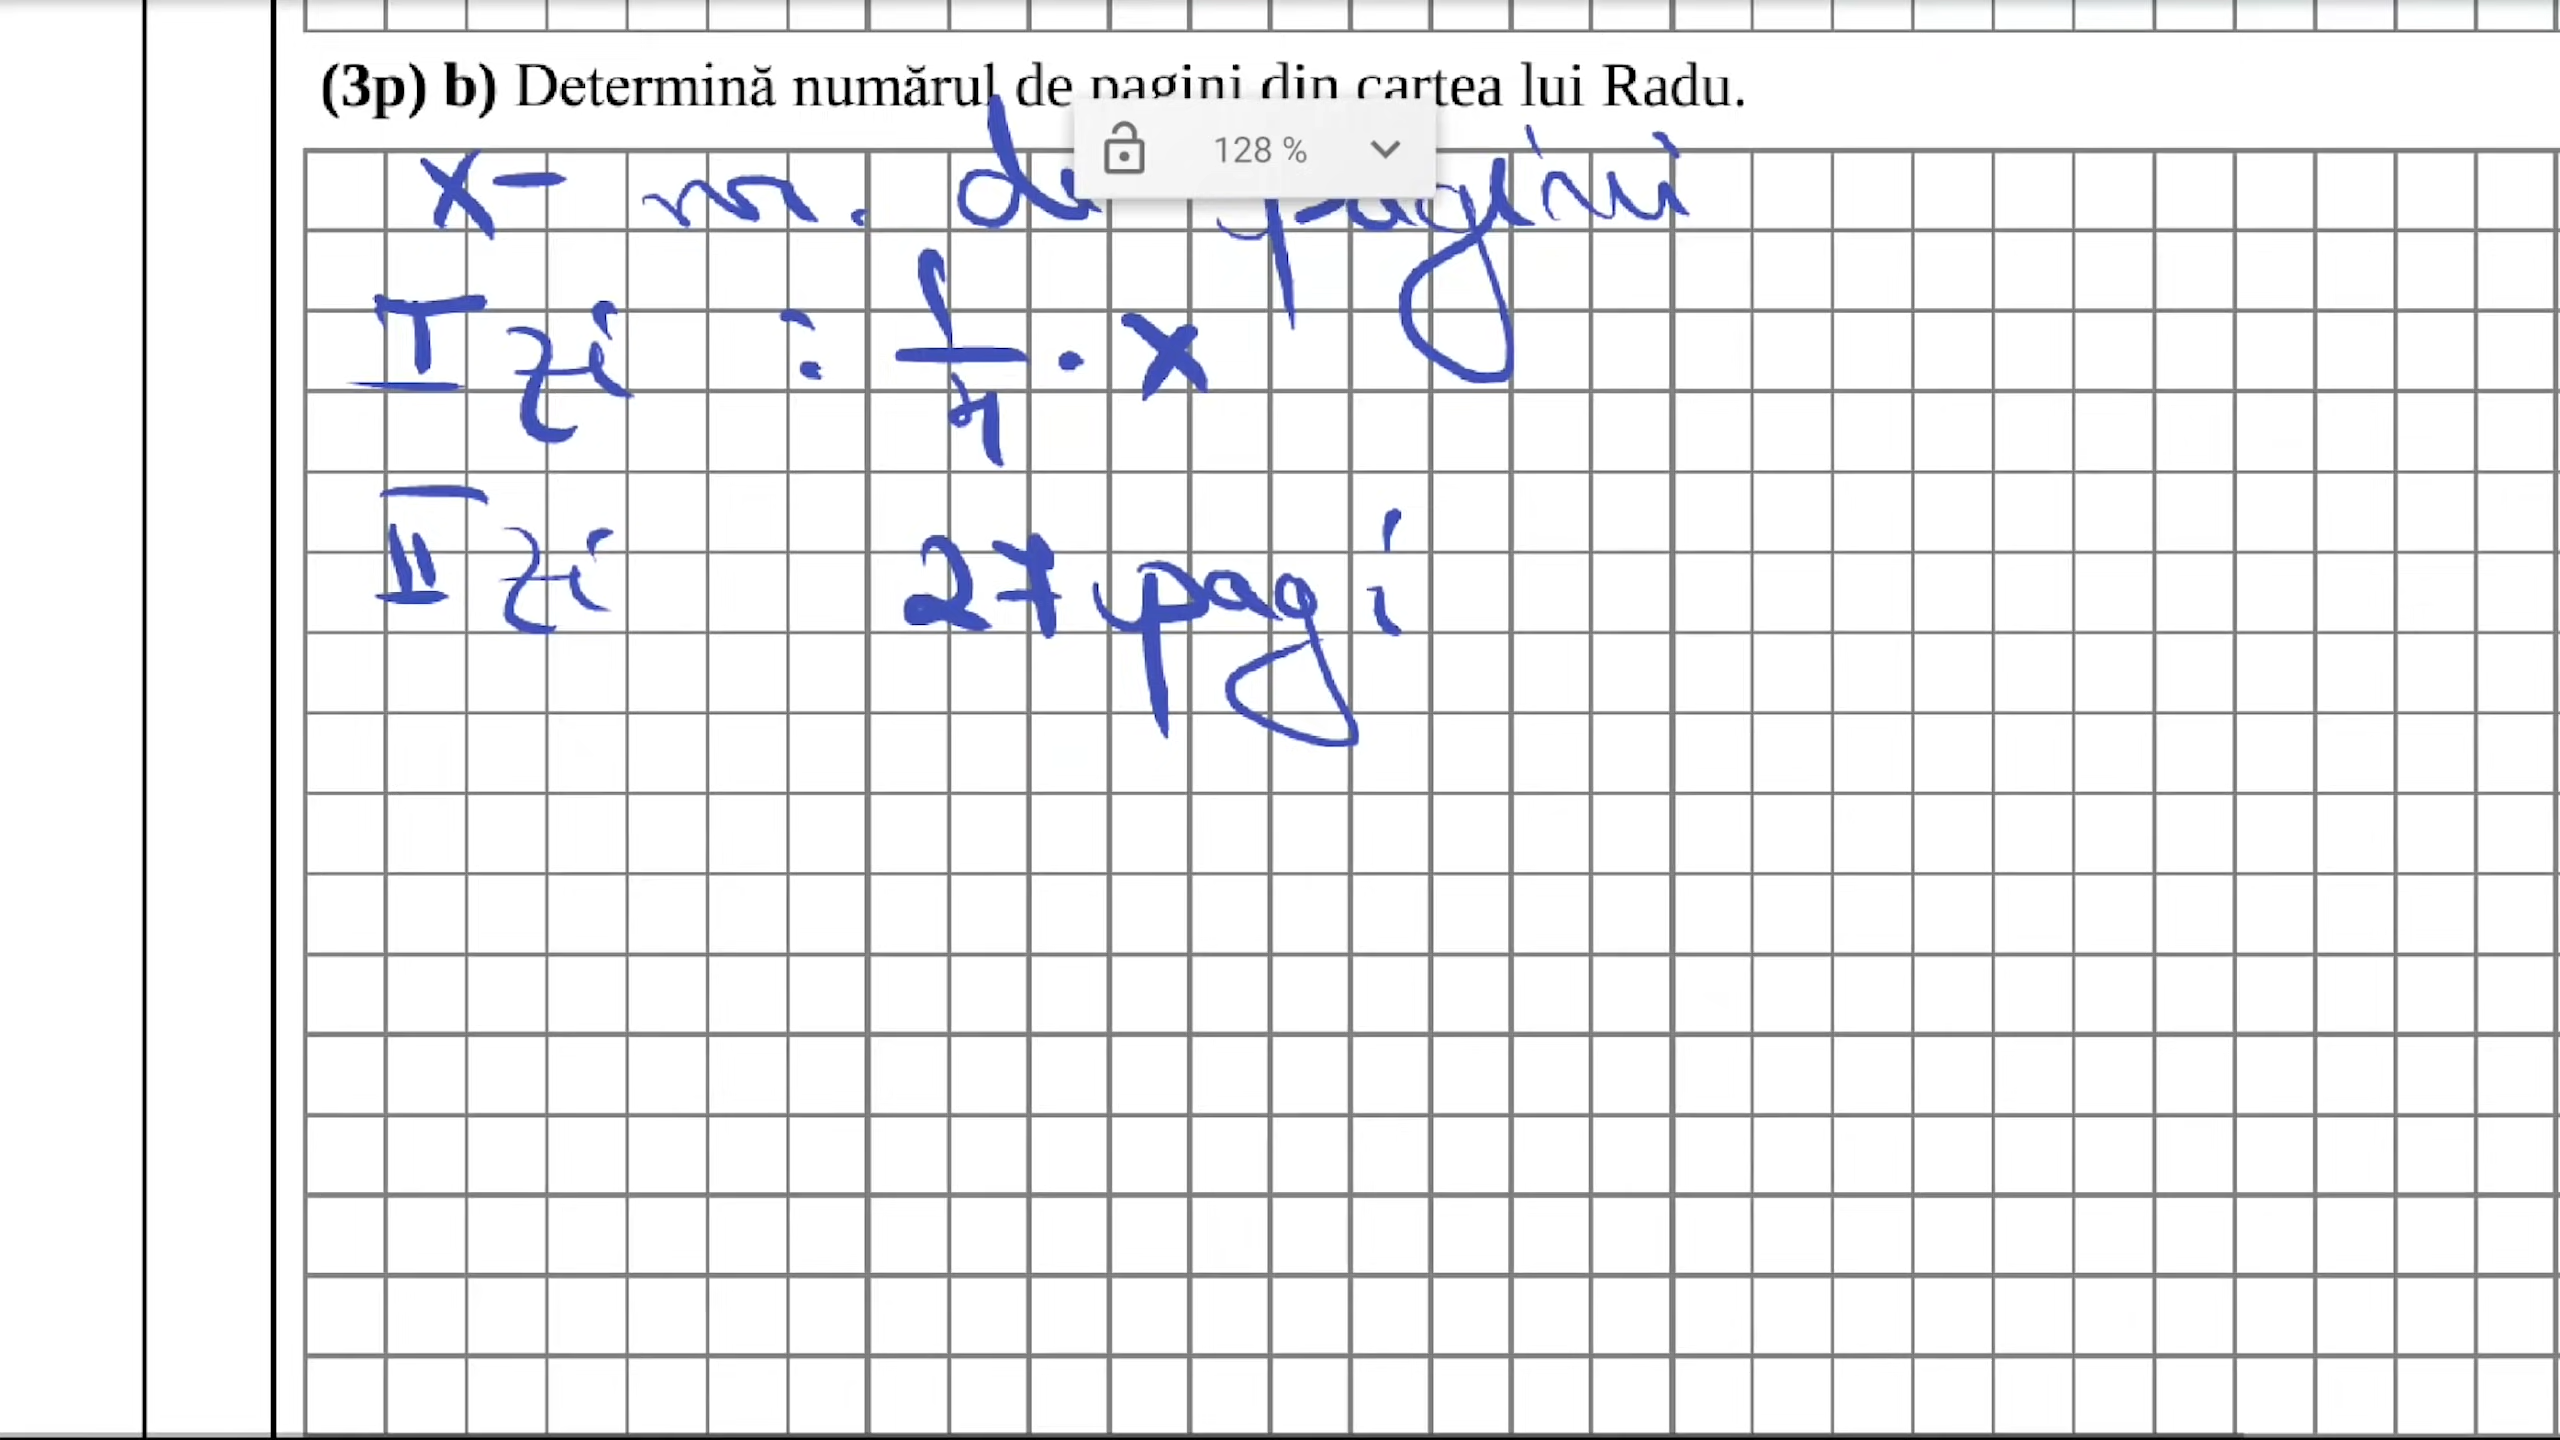 (3p) b) Determină numărul de pagini din cartea lui Radu.
128 %
x- nr. de pagini
I zi : 1/4 · x
II zi 27 pagi